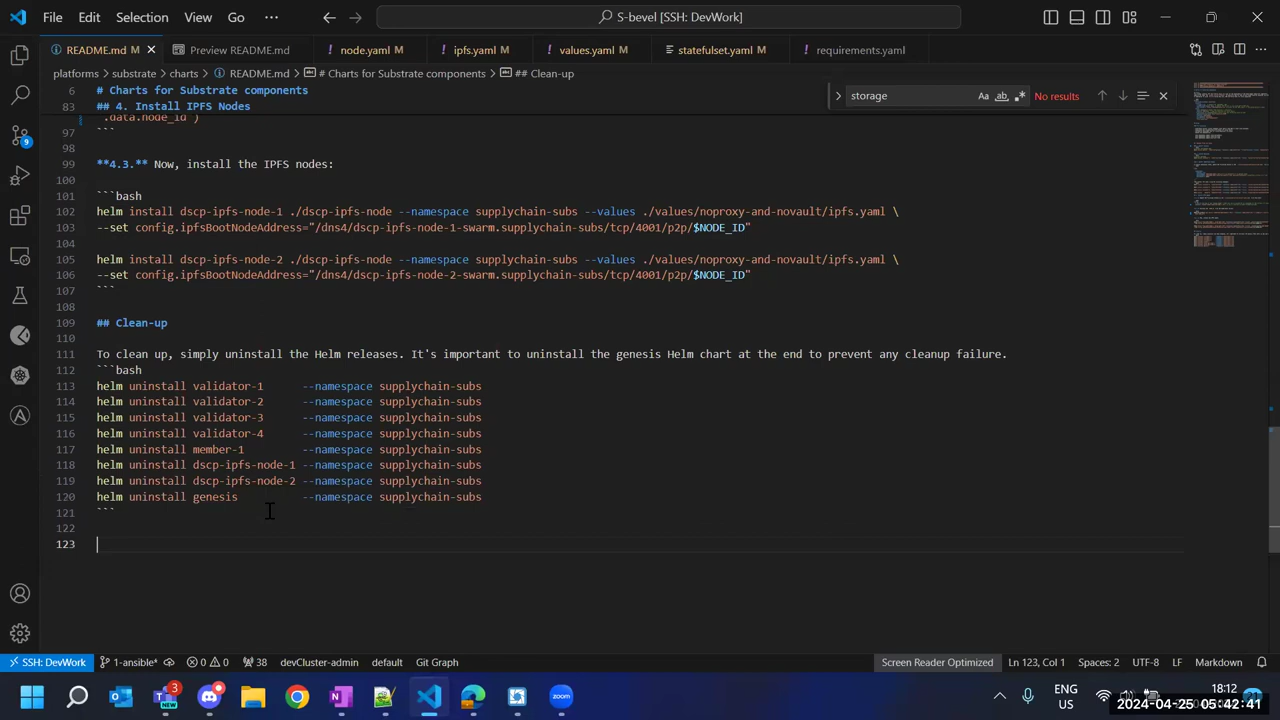 File Edit Selection View Go ··· S-bevel [SSH: DevWork]
README.md M Preview README.md node.yaml M ipfs.yaml M values.yaml M statefulset.yaml M requirements.yaml
platforms > substrate > charts > README.md > # Charts for Substrate components > ## Clean-up
6 # Charts for Substrate components
83 ## 4. Install IPFS Nodes
storage Aa ab .* No results
.data.node_id')
97 ```
98
99 **4.3.** Now, install the IPFS nodes:
100
101 ```bash
102 helm install dscp-ipfs-node-1 ./dscp-ipfs-node --namespace supplychain-subs --values ./values/noproxy-and-novault/ipfs.yaml \
103 --set config.ipfsBootNodeAddress="/dns4/dscp-ipfs-node-1-swarm.supplychain-subs/tcp/4001/p2p/$NODE_ID"
104
105 helm install dscp-ipfs-node-2 ./dscp-ipfs-node --namespace supplychain-subs --values ./values/noproxy-and-novault/ipfs.yaml \
106 --set config.ipfsBootNodeAddress="/dns4/dscp-ipfs-node-2-swarm.supplychain-subs/tcp/4001/p2p/$NODE_ID"
107 ```
108
109 ## Clean-up
110
111 To clean up, simply uninstall the Helm releases. It's important to uninstall the genesis Helm chart at the end to prevent any cleanup failure.
112 ```bash
113 helm uninstall validator-1 --namespace supplychain-subs
114 helm uninstall validator-2 --namespace supplychain-subs
115 helm uninstall validator-3 --namespace supplychain-subs
116 helm uninstall validator-4 --namespace supplychain-subs
117 helm uninstall member-1 --namespace supplychain-subs
118 helm uninstall dscp-ipfs-node-1 --namespace supplychain-subs
119 helm uninstall dscp-ipfs-node-2 --namespace supplychain-subs
120 helm uninstall genesis --namespace supplychain-subs
121 ```
122
123
9
SSH: DevWork 1-ansible* 0 0 38 devCluster-admin default Git Graph Screen Reader Optimized Ln 123, Col 1 Spaces: 2 UTF-8 LF Markdown
3 NEW zoom ENG US 18:12
2024-04-25 05:42:41